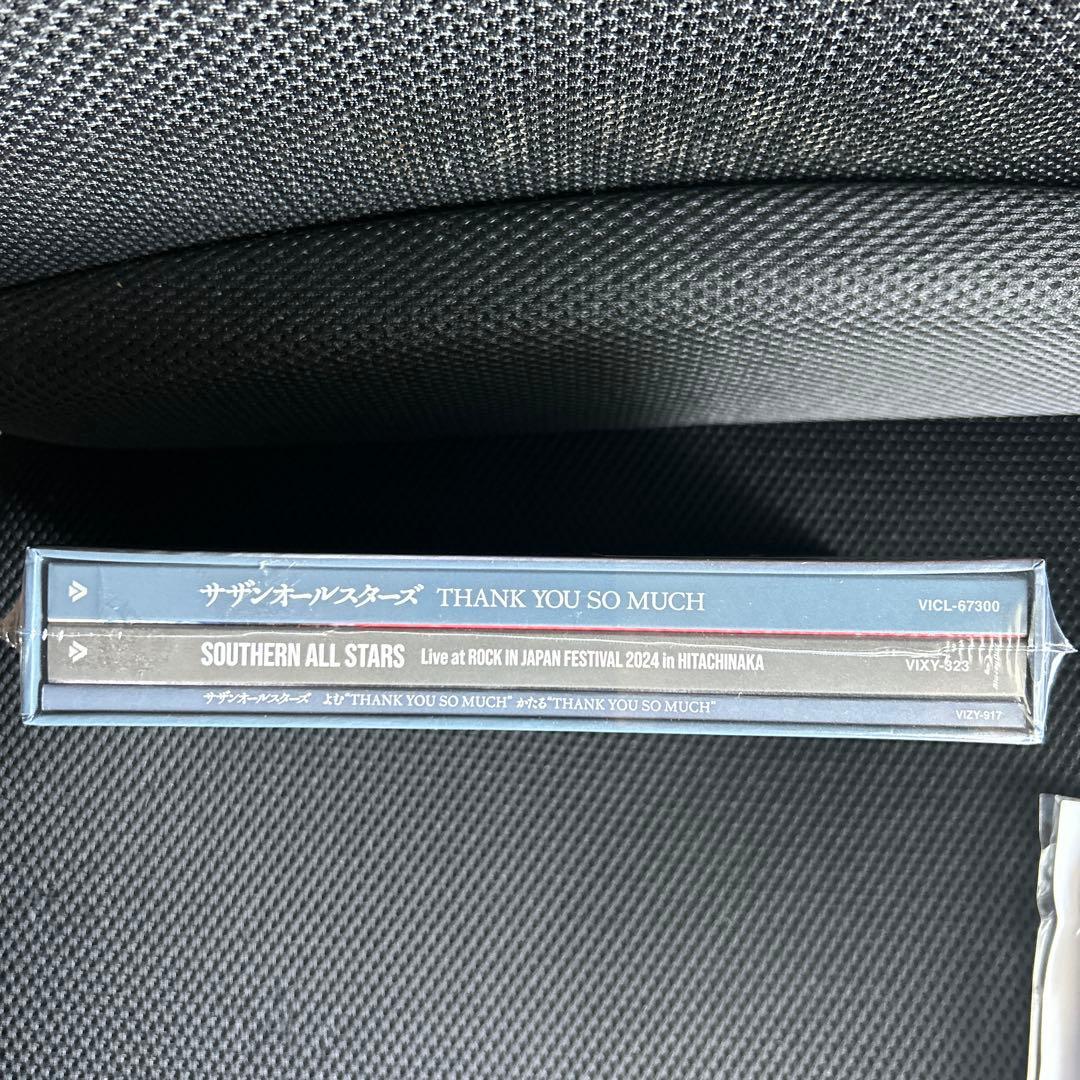 サザンオールスターズ THANK YOU SO MUCH VICL-67300
SOUTHERN ALL STARS Live at ROCK IN JAPAN FESTIVAL 2024 in HITACHINAKA VIXY-323
サザンオールスターズ よむ“THANK YOU SO MUCH” かたる“THANK YOU SO MUCH” VIZY-917